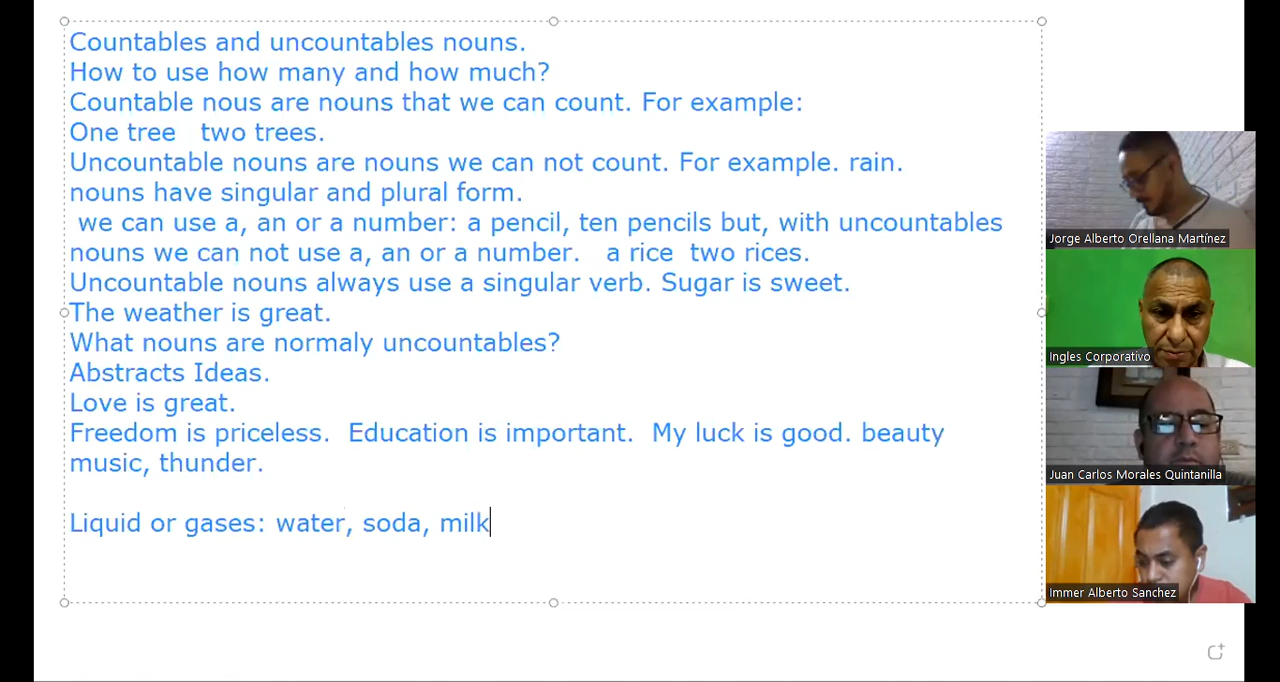 Countables and uncountables nouns.
How to use how many and how much?
Countable nous are nouns that we can count. For example:
One tree   two trees.
Uncountable nouns are nouns we can not count. For example. rain.
nouns have singular and plural form.
we can use a, an or a number: a pencil, ten pencils but, with uncountables
nouns we can not use a, an or a number.   a rice  two rices.
Uncountable nouns always use a singular verb. Sugar is sweet.
The weather is great.
What nouns are normaly uncountables?
Abstracts Ideas.
Love is great.
Freedom is priceless.  Education is important.  My luck is good. beauty
music, thunder.
Liquid or gases: water, soda, milk
Jorge Alberto Orellana Martínez
Ingles Corporativo
Juan Carlos Morales Quintanilla
Immer Alberto Sanchez